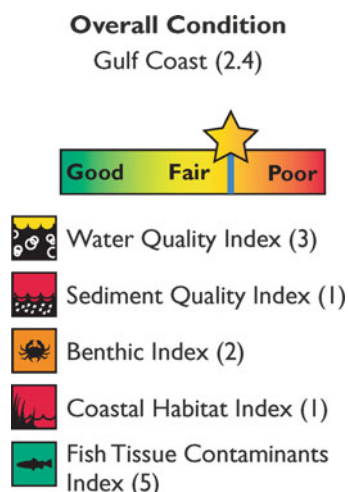 Overall Condition
Gulf Coast (2.4)
Good Fair Poor
Water Quality Index (3)
Sediment Quality Index (1)
Benthic Index (2)
Coastal Habitat Index (1)
Fish Tissue Contaminants
Index (5)